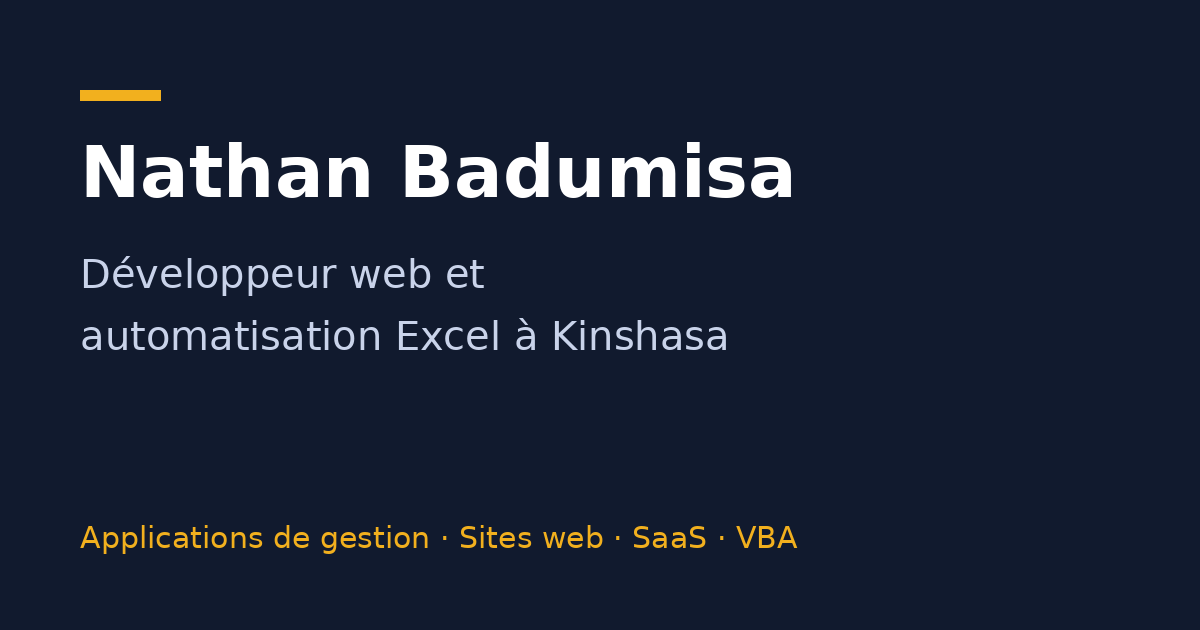 Nathan Badumisa
Développeur web et
automatisation Excel à Kinshasa
Applications de gestion · Sites web · SaaS · VBA